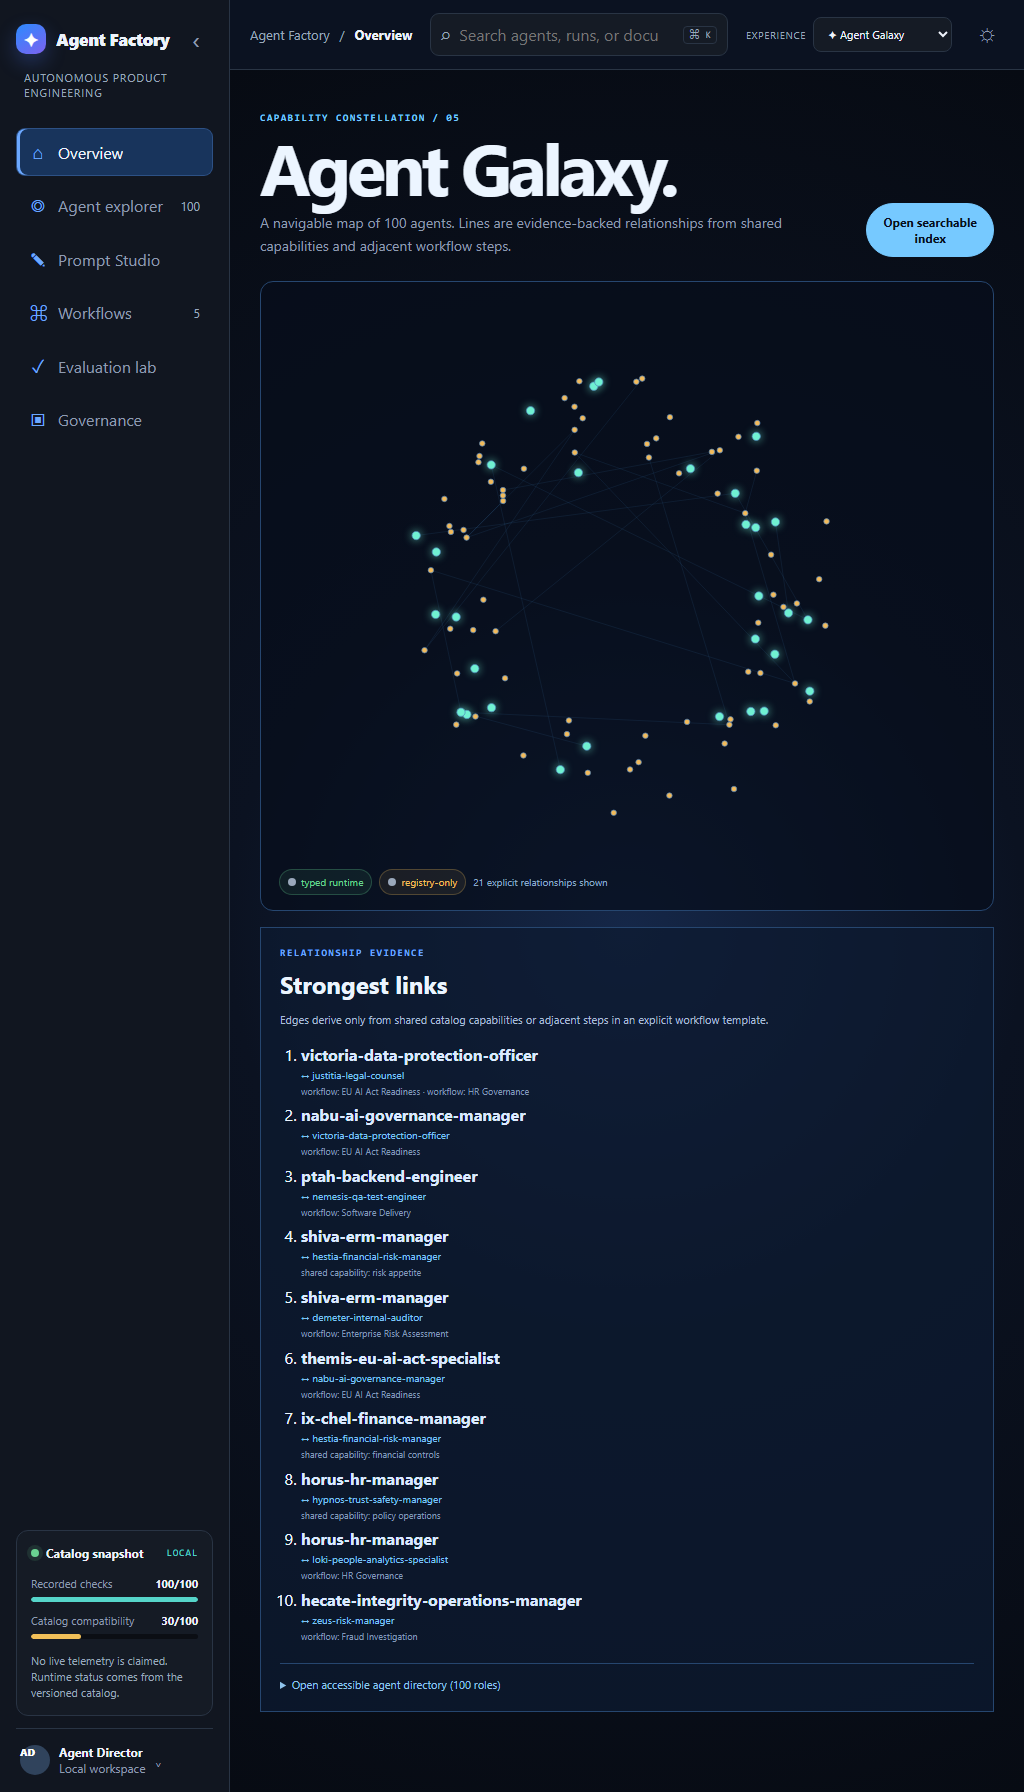 Agent Factory
AUTONOMOUS PRODUCT
ENGINEERING
Overview
Agent explorer 100
Prompt Studio
Workflows 5
Evaluation lab
Governance
Catalog snapshot LOCAL
Recorded checks 100/100
Catalog compatibility 30/100
No live telemetry is claimed.
Runtime status comes from the
versioned catalog.
AD
Agent Director
Local workspace
Agent Factory / Overview
Search agents, runs, or docu
⌘ K
EXPERIENCE
✦ Agent Galaxy
CAPABILITY CONSTELLATION / 05
Agent Galaxy.
A navigable map of 100 agents. Lines are evidence-backed relationships from shared
capabilities and adjacent workflow steps.
Open searchable
index
typed runtime
registry-only
21 explicit relationships shown
RELATIONSHIP EVIDENCE
Strongest links
Edges derive only from shared catalog capabilities or adjacent steps in an explicit workflow template.
1. victoria-data-protection-officer
↔ justitia-legal-counsel
workflow: EU AI Act Readiness · workflow: HR Governance
2. nabu-ai-governance-manager
↔ victoria-data-protection-officer
workflow: EU AI Act Readiness
3. ptah-backend-engineer
↔ nemesis-qa-test-engineer
workflow: Software Delivery
4. shiva-erm-manager
↔ hestia-financial-risk-manager
shared capability: risk appetite
5. shiva-erm-manager
↔ demeter-internal-auditor
workflow: Enterprise Risk Assessment
6. themis-eu-ai-act-specialist
↔ nabu-ai-governance-manager
workflow: EU AI Act Readiness
7. ix-chel-finance-manager
↔ hestia-financial-risk-manager
shared capability: financial controls
8. horus-hr-manager
↔ hypnos-trust-safety-manager
shared capability: policy operations
9. horus-hr-manager
↔ loki-people-analytics-specialist
workflow: HR Governance
10. hecate-integrity-operations-manager
↔ zeus-risk-manager
workflow: Fraud Investigation
▶ Open accessible agent directory (100 roles)